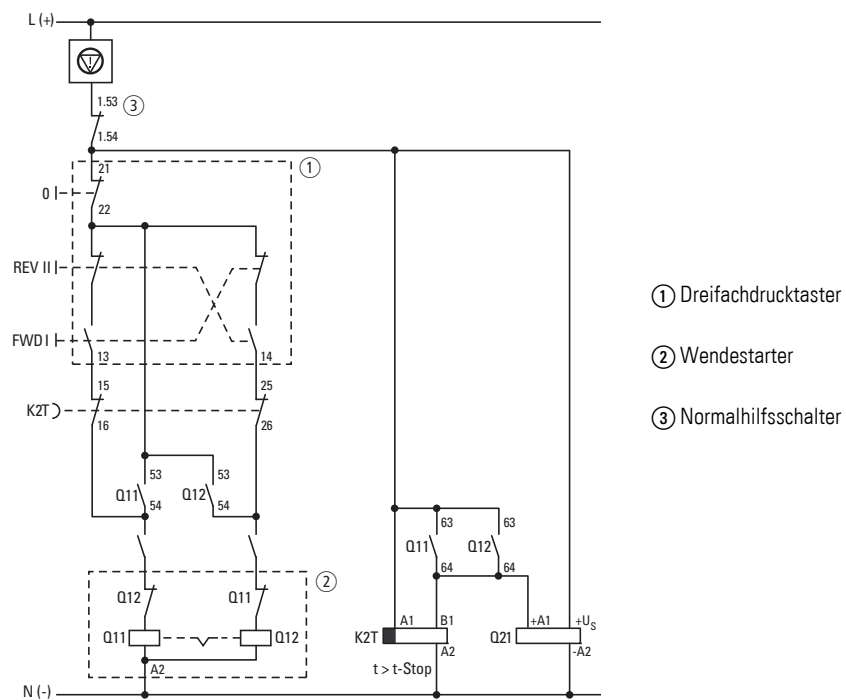 L (+)
1.53
③
1.54
21
①
0
22
REV II
FWD I
13
14
① Dreifachdrucktaster
② Wendestarter
③ Normalhilfsschalter
15
25
K2T
16
26
53
53
Q11
Q12
54
54
63
63
Q11
Q12
64
64
②
Q12
Q11
Q11
Q12
A2
A1
B1
K2T
A2
t > t-Stop
+A1
+US
Q21
-A2
N (-)